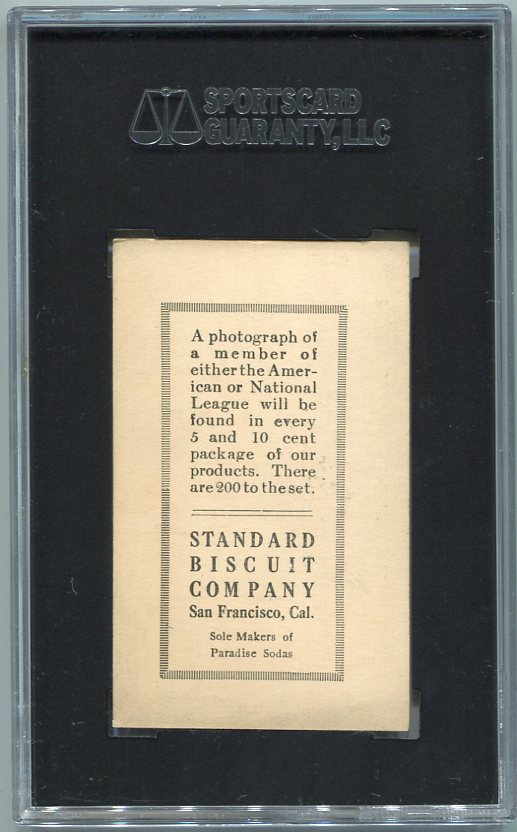 SPORTSCARD
GUARANTY, LLC
A photograph of
a member of
either the Amer-
ican or National
League will be
found in every
5 and 10 cent
package of our
products. There
are 200 to the set.
STANDARD
BISCUIT
COMPANY
San Francisco, Cal.
Sole Makers of
Paradise Sodas